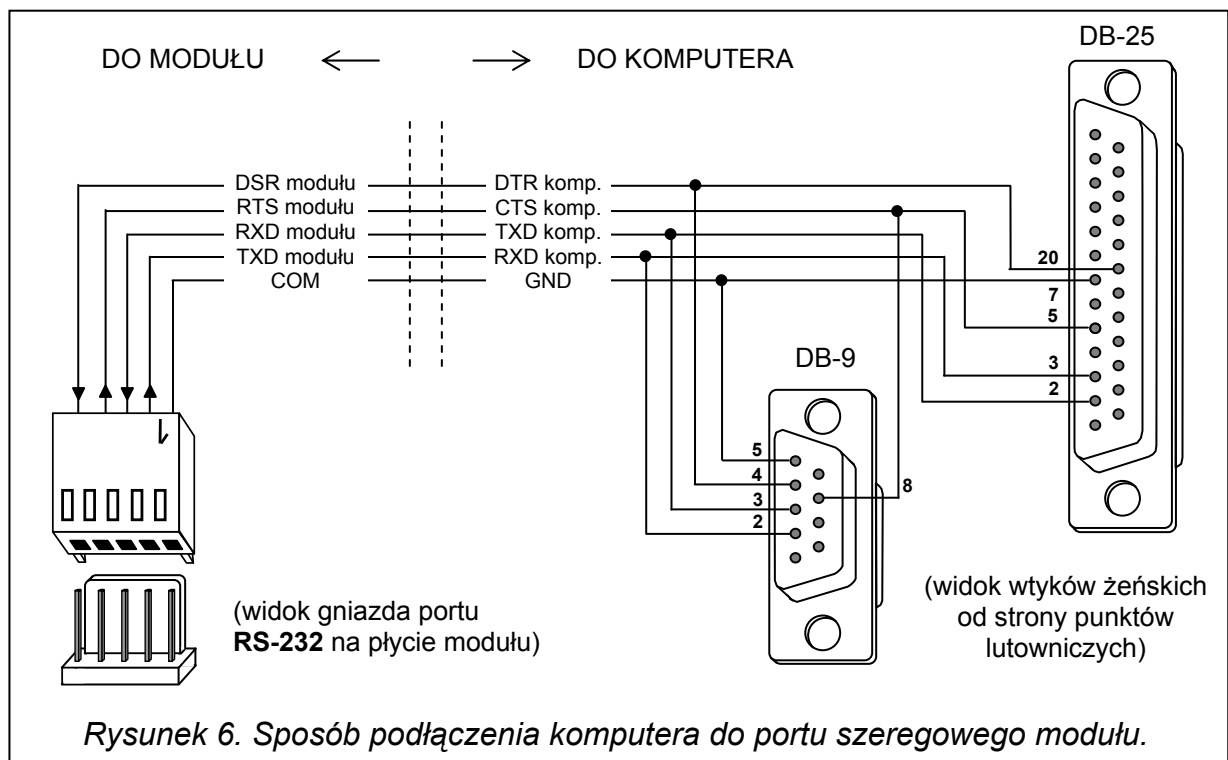 DO MODUŁU
DO KOMPUTERA
DB-25
DSR modułu
DTR komp.
RTS modułu
CTS komp.
RXD modułu
TXD komp.
TXD modułu
RXD komp.
COM
GND
20
7
5
3
2
DB-9
5
4
3
2
8
(widok gniazda portu
RS-232 na płycie modułu)
(widok wtyków żeńskich
od strony punktów
lutowniczych)
Rysunek 6. Sposób podłączenia komputera do portu szeregowego modułu.